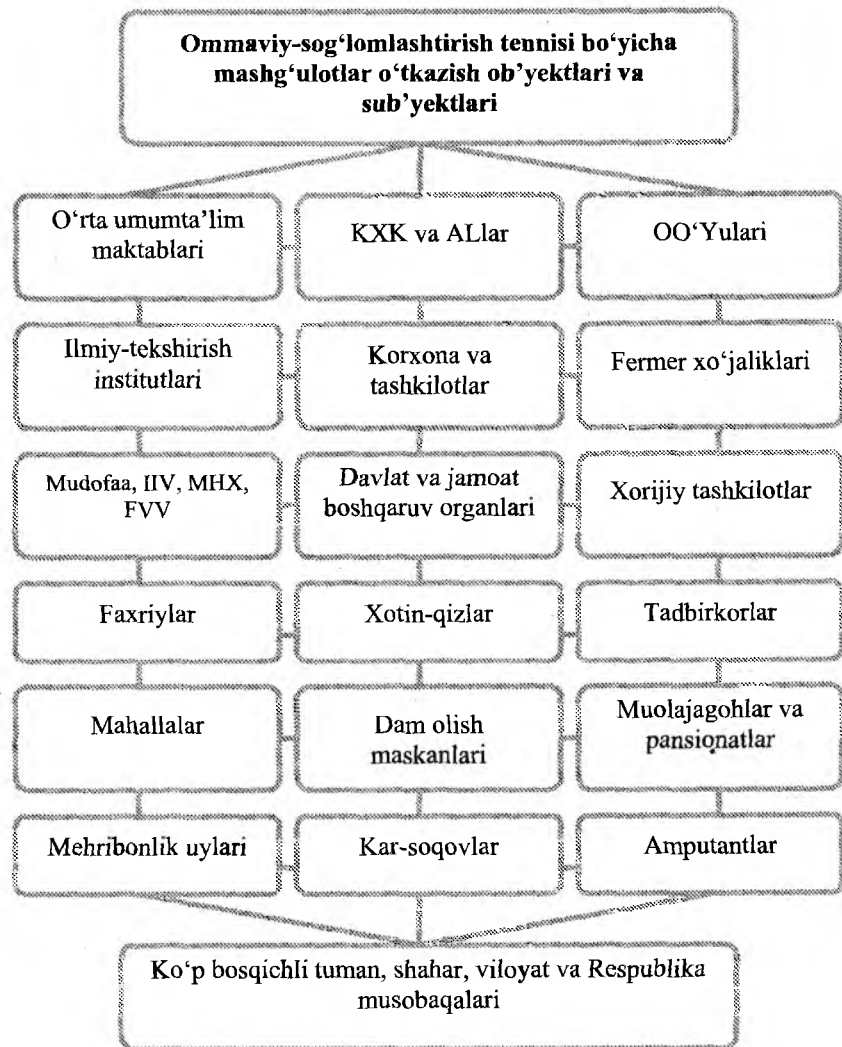 Ommaviy-sog‘lomlashtirish tennisi bo‘yicha
mashg‘ulotlar o‘tkazish ob’yektlari va
sub’yektlari
O‘rta umumta’lim
maktablari
KXK va ALlar
OO‘Yulari
Ilmiy-tekshirish
institutlari
Korxona va
tashkilotlar
Fermer xo‘jaliklari
Mudofaa, IIV, MHX,
FVV
Davlat va jamoat
boshqaruv organlari
Xorijiy tashkilotlar
Faxriylar
Xotin-qizlar
Tadbirkorlar
Mahallalar
Dam olish
maskanlari
Muolajagohlar va
pansionatlar
Mehribonlik uylari
Kar-soqovlar
Amputantlar
Ko‘p bosqichli tuman, shahar, viloyat va Respublika
musobaqalari